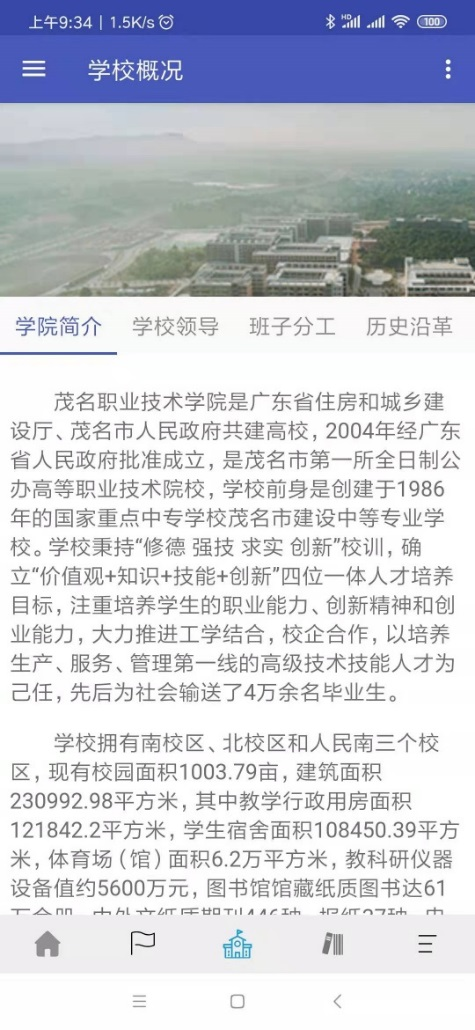 上午9:34 | 1.5K/s
HD
100
学校概况
学院简介 学校领导 班子分工 历史沿革
茂名职业技术学院是广东省住房和城乡建
设厅、茂名市人民政府共建高校，2004年经广东
省人民政府批准成立，是茂名市第一所全日制公
办高等职业技术院校，学校前身是创建于1986
年的国家重点中专学校茂名市建设中等专业学
校。学校秉持“修德 强技 求实 创新”校训，确
立“价值观+知识+技能+创新”四位一体人才培养
目标，注重培养学生的职业能力、创新精神和创
业能力，大力推进工学结合，校企合作，以培养
生产、服务、管理第一线的高级技术技能人才为
己任，先后为社会输送了4万余名毕业生。
学校拥有南校区、北校区和人民南三个校
区，现有校园面积1003.79亩，建筑面积
230992.98平方米，其中教学行政用房面积
121842.2平方米，学生宿舍面积108450.39平方
米，体育场（馆）面积6.2万平方米，教科研仪器
设备值约5600万元，图书馆馆藏纸质图书达61